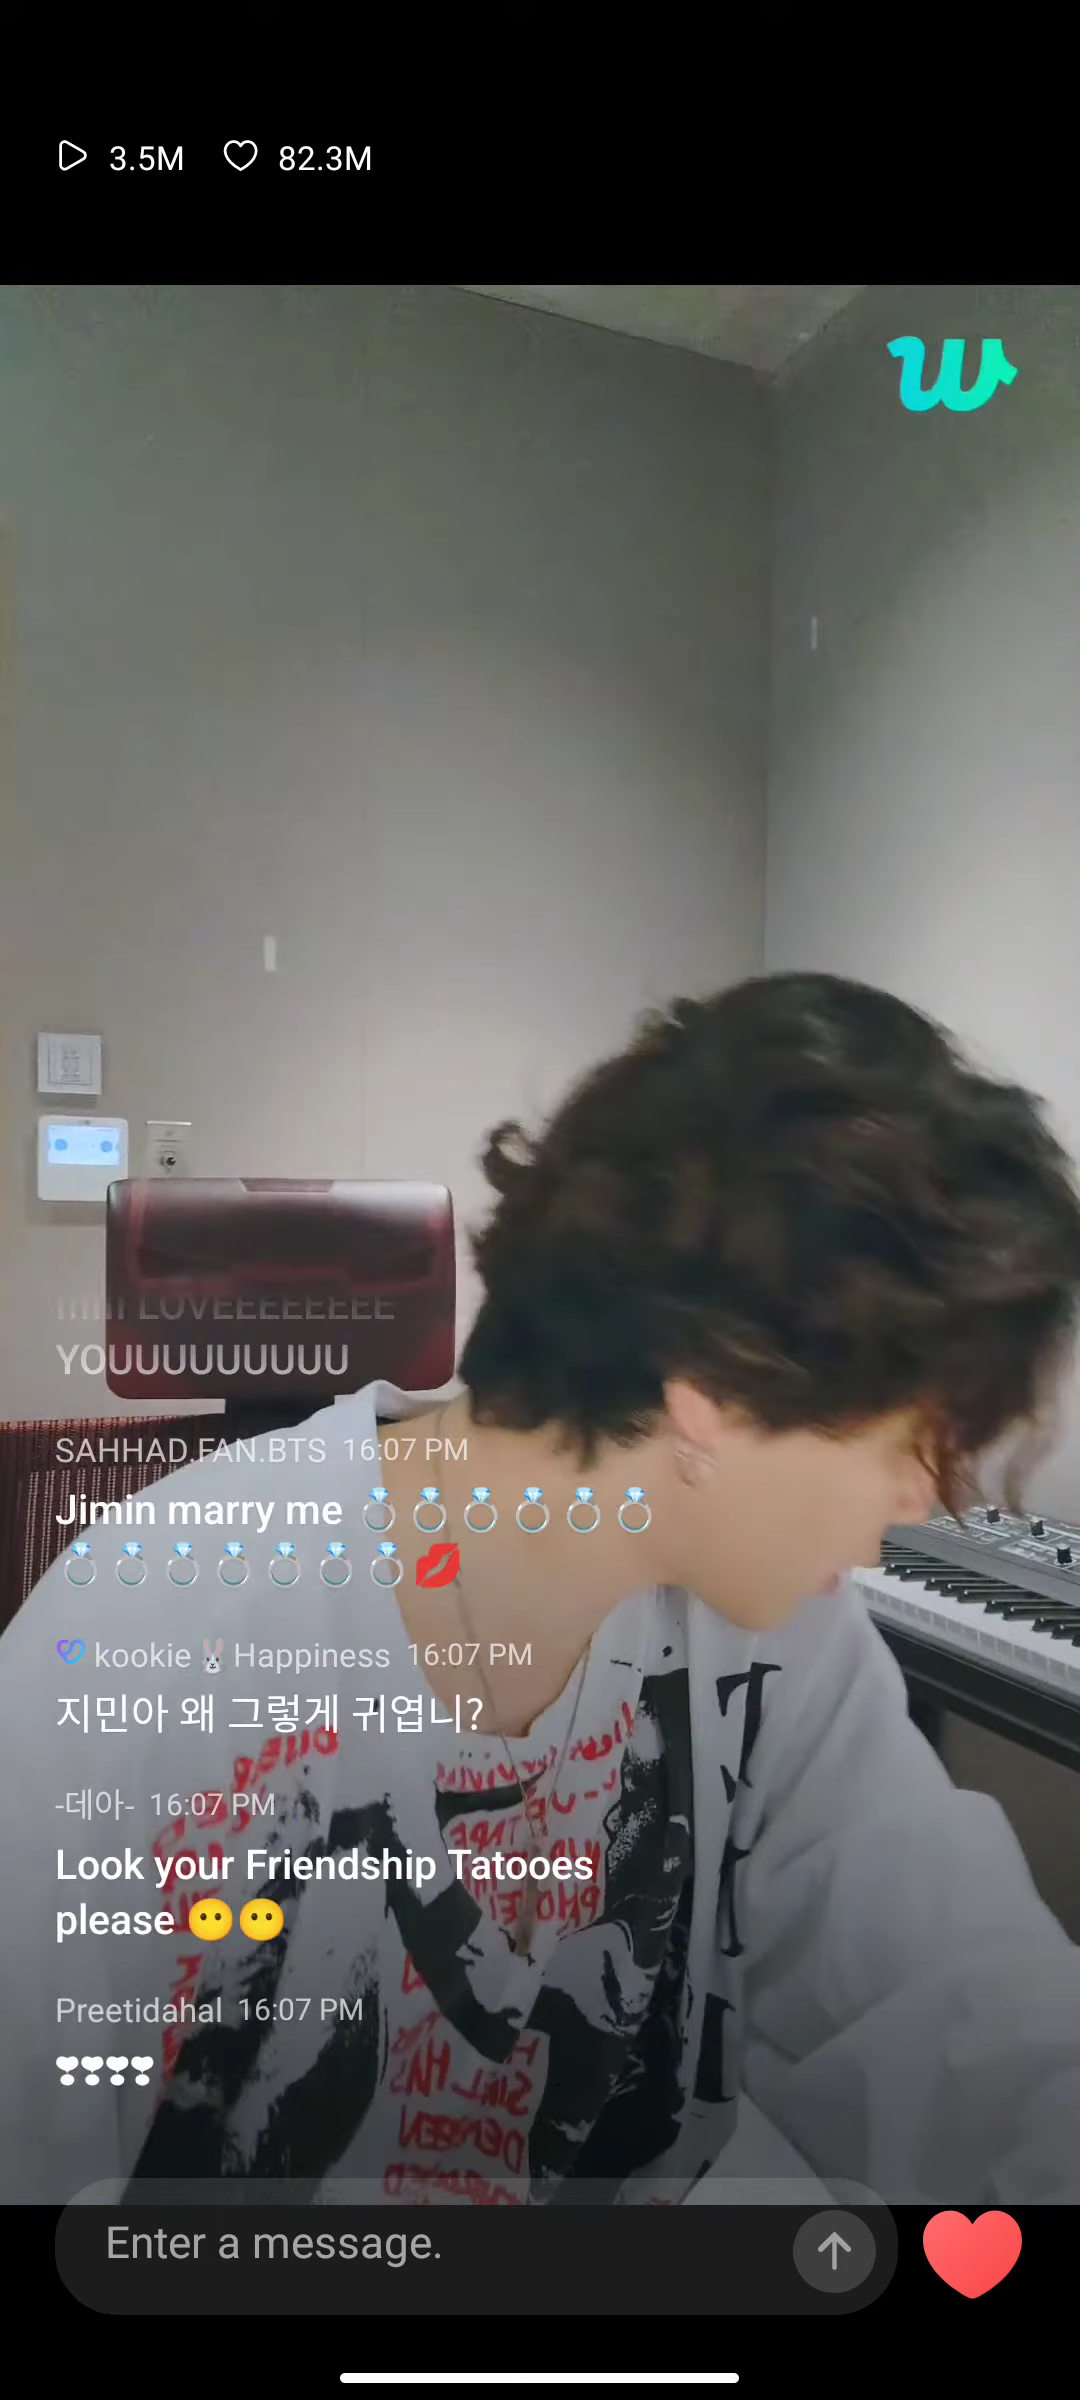 3.5M 82.3M
w
LOVEEEEEEEE
YOUUUUUUUUU
SAHHAD.FAN.BTS 16:07 PM
Jimin marry me 💍💍💍💍💍💍
💍💍💍💍💍💍💍💋
kookie🐰Happiness 16:07 PM
지민아 왜 그렇게 귀엽니?
-데아- 16:07 PM
Look your Friendship Tatooes
please 😶😶
Preetidahal 16:07 PM
❣❣❣❣
Enter a message.